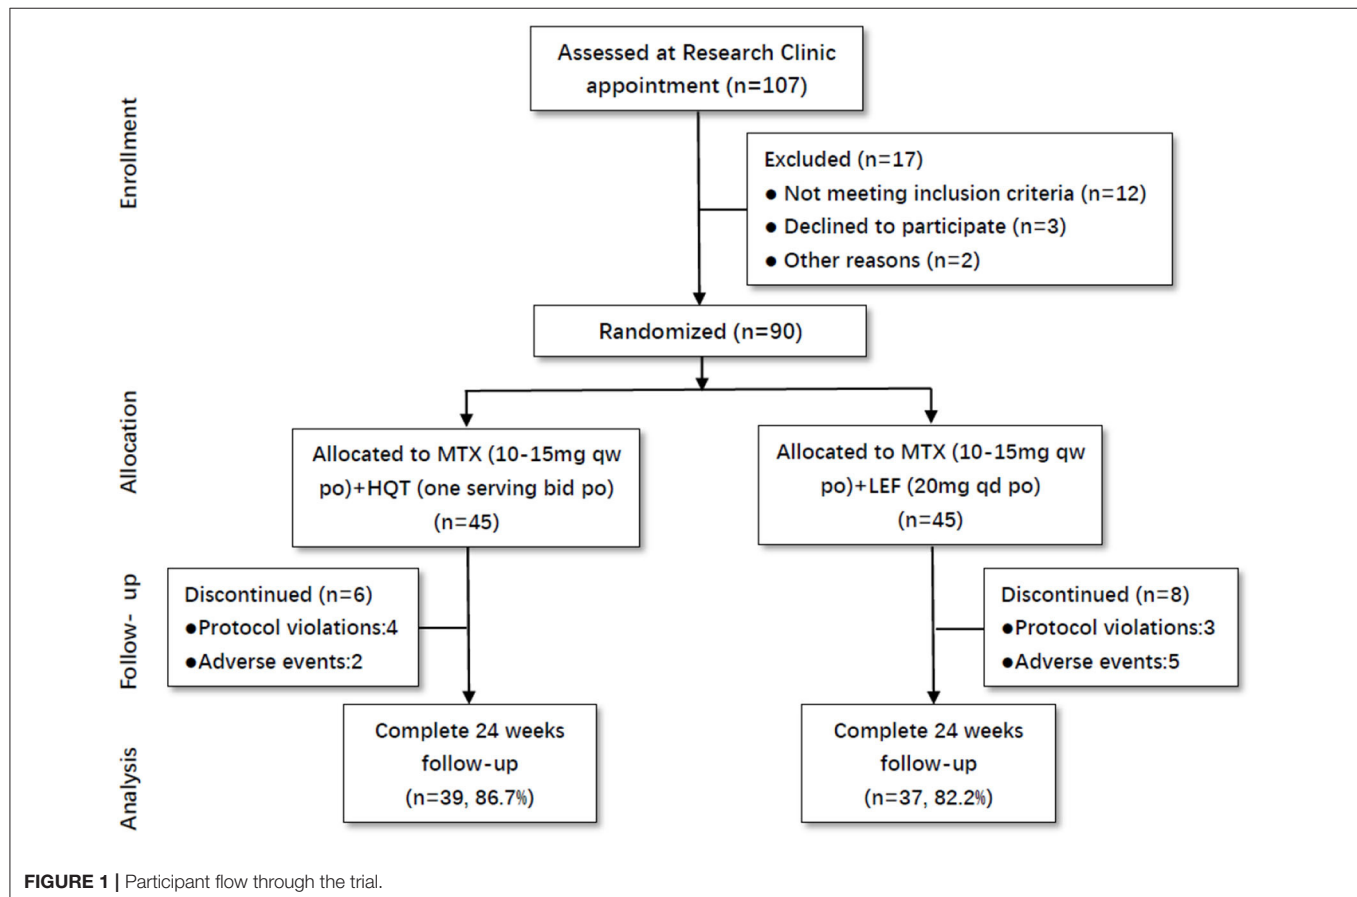 Enrollment
Assessed at Research Clinic
appointment (n=107)
Excluded (n=17)
● Not meeting inclusion criteria (n=12)
● Declined to participate (n=3)
● Other reasons (n=2)
Randomized (n=90)
Allocation
Allocated to MTX (10-15mg qw
po)+HQT (one serving bid po)
(n=45)
Allocated to MTX (10-15mg qw
po)+LEF (20mg qd po)
(n=45)
Follow- up
Discontinued (n=6)
●Protocol violations:4
●Adverse events:2
Discontinued (n=8)
●Protocol violations:3
●Adverse events:5
Analysis
Complete 24 weeks
follow-up
(n=39, 86.7%)
Complete 24 weeks
follow-up
(n=37, 82.2%)
FIGURE 1 | Participant flow through the trial.